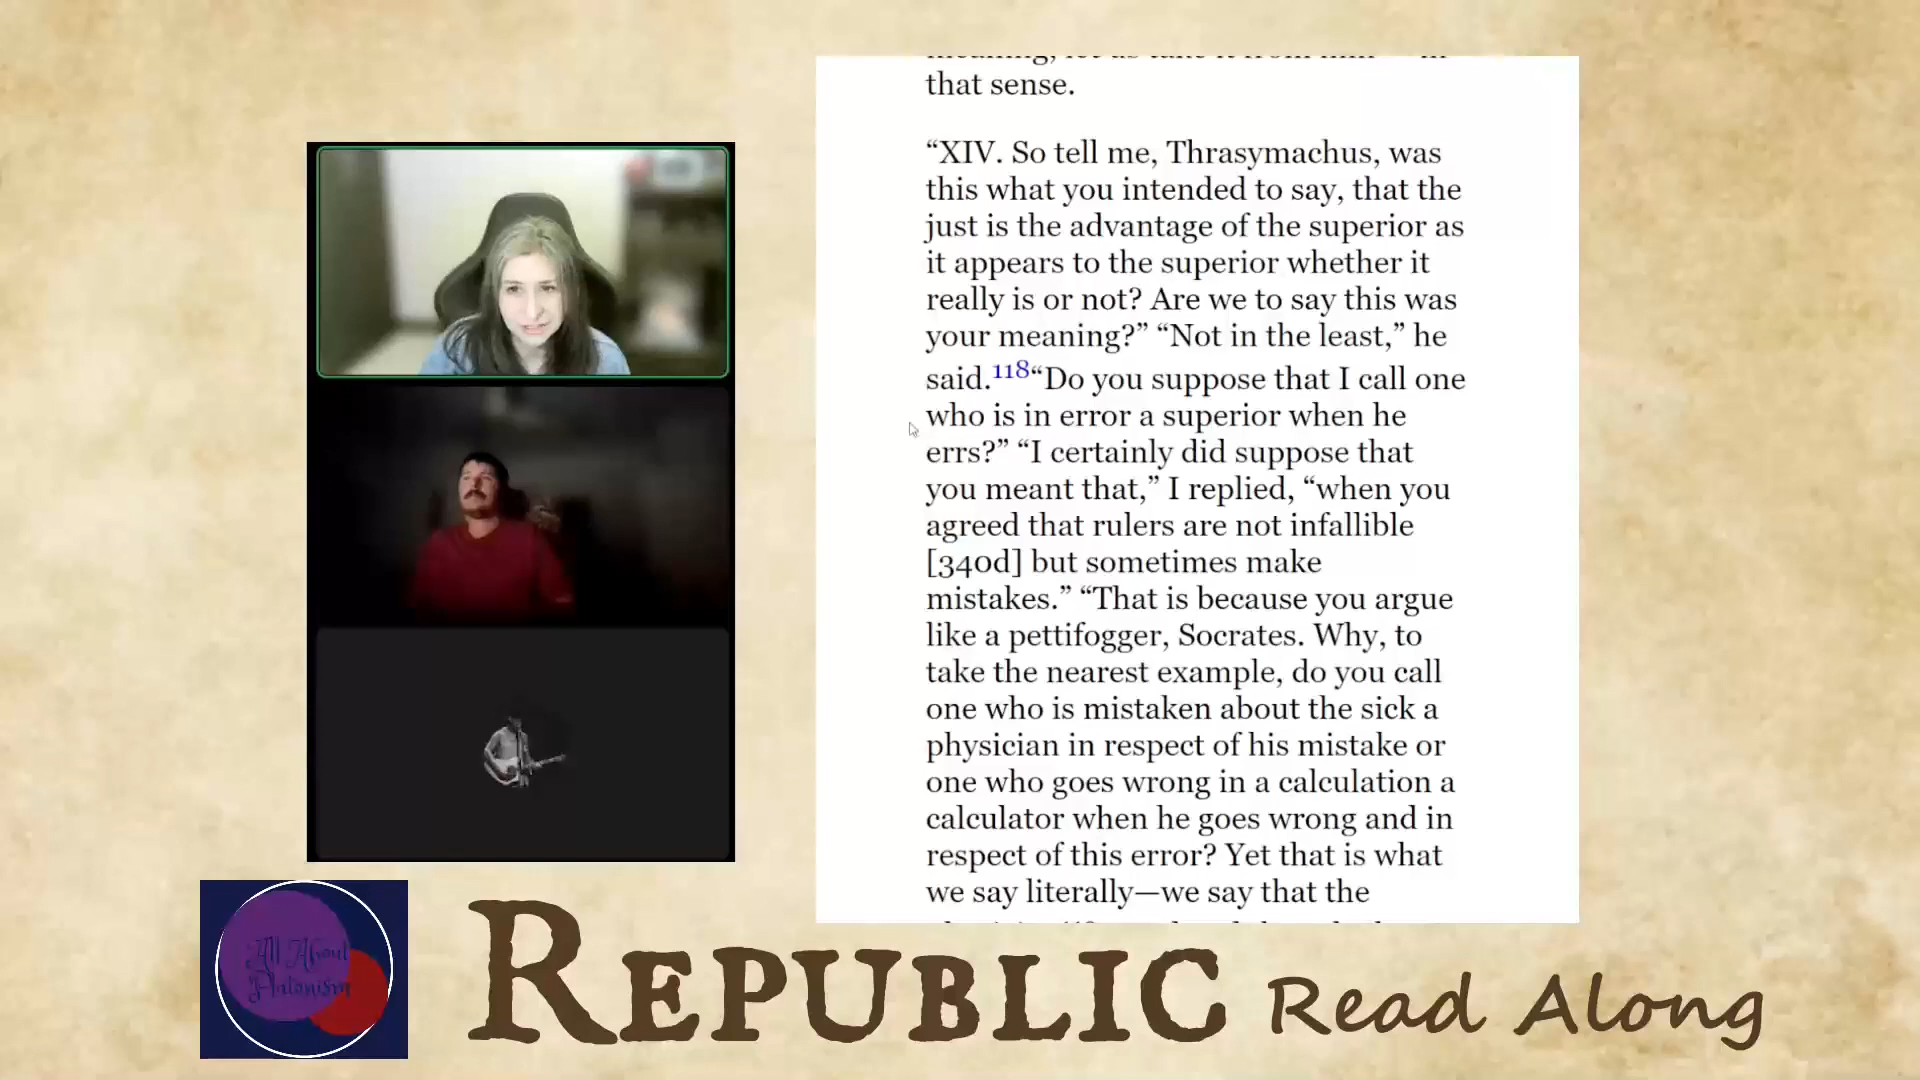 that sense.
“XIV. So tell me, Thrasymachus, was
this what you intended to say, that the
just is the advantage of the superior as
it appears to the superior whether it
really is or not? Are we to say this was
your meaning?” “Not in the least,” he
said.118“Do you suppose that I call one
who is in error a superior when he
errs?” “I certainly did suppose that
you meant that,” I replied, “when you
agreed that rulers are not infallible
[340d] but sometimes make
mistakes.” “That is because you argue
like a pettifogger, Socrates. Why, to
take the nearest example, do you call
one who is mistaken about the sick a
physician in respect of his mistake or
one who goes wrong in a calculation a
calculator when he goes wrong and in
respect of this error? Yet that is what
we say literally—we say that the
All About
Platonism
REPUBLIC Read Along